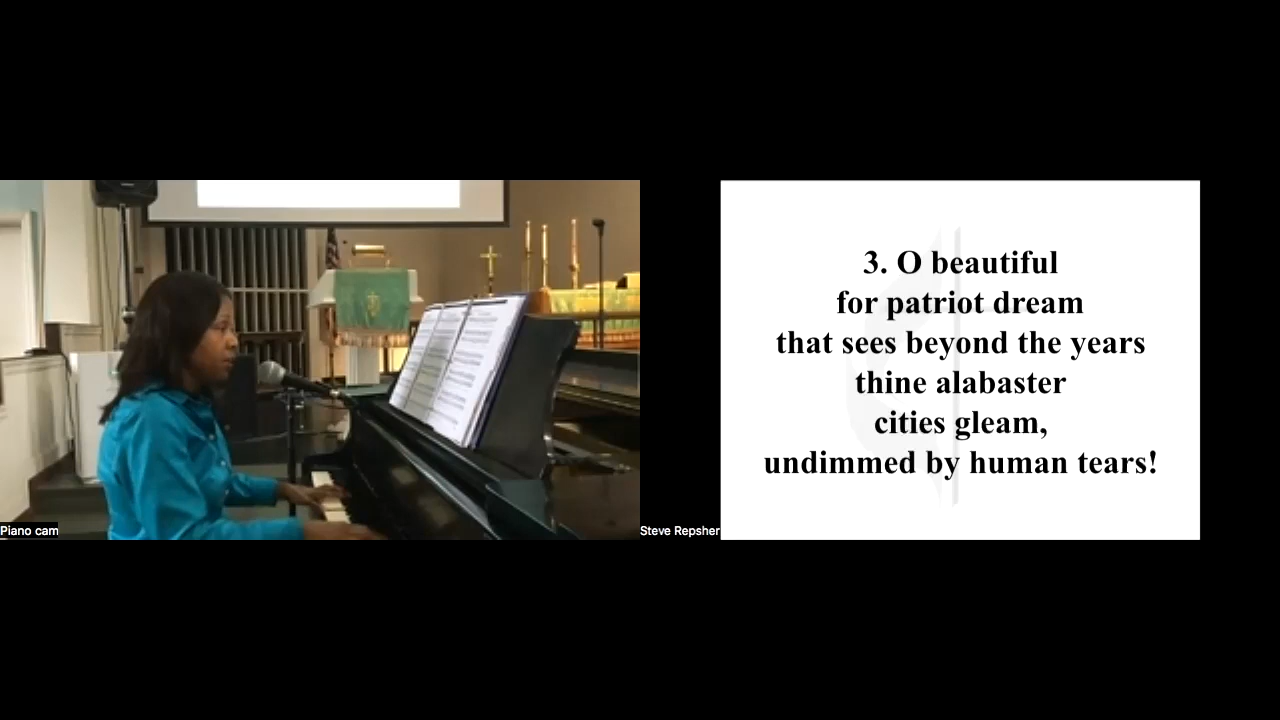 3. O beautiful
for patriot dream
that sees beyond the years
thine alabaster
cities gleam,
undimmed by human tears!
Piano cam
Steve Repsher